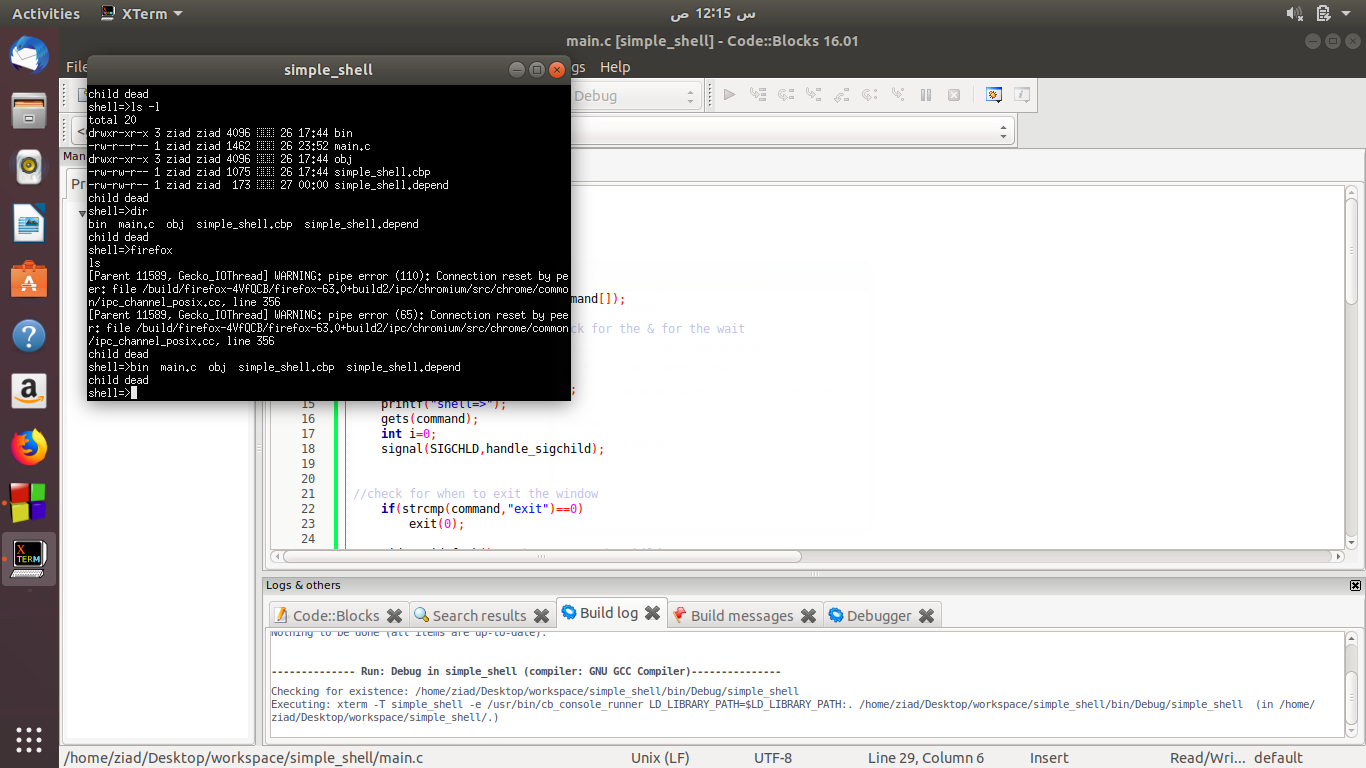 Activities
XTerm
س 12:15 ص
main.c [simple_shell] - Code::Blocks 16.01
File
gs Help
simple_shell
child dead
shell=>ls -l
total 20
drwxr-xr-x 3 ziad ziad 4096 26 17:44 bin
-rw-r--r-- 1 ziad ziad 1462 26 23:52 main.c
drwxr-xr-x 3 ziad ziad 4096 26 17:44 obj
-rw-rw-r-- 1 ziad ziad 1075 26 17:44 simple_shell.cbp
-rw-rw-r-- 1 ziad ziad 173 27 00:00 simple_shell.depend
child dead
shell=>dir
bin main.c obj simple_shell.cbp simple_shell.depend
child dead
shell=>firefox
ls
[Parent 11589, Gecko_IOThread] WARNING: pipe error (110): Connection reset by pe
er: file /build/firefox-4VfQCB/firefox-63.0+build2/ipc/chromium/src/chrome/commo
n/ipc_channel_posix.cc, line 356
[Parent 11589, Gecko_IOThread] WARNING: pipe error (65): Connection reset by pee
r: file /build/firefox-4VfQCB/firefox-63.0+build2/ipc/chromium/src/chrome/common
/ipc_channel_posix.cc, line 356
child dead
shell=>bin main.c obj simple_shell.cbp simple_shell.depend
child dead
shell=>
Debug
<
Man
Pr
mand[]);
ck for the & for the wait
;
15 printf("shell=>");
16 gets(command);
17 int i=0;
18 signal(SIGCHLD,handle_sigchild);
19
20
21 //check for when to exit the window
22 if(strcmp(command,"exit")==0)
23 exit(0);
24
Logs & others
Code::Blocks
Search results
Build log
Build messages
Debugger
Nothing to be done (all items are up-to-date).
-------------- Run: Debug in simple_shell (compiler: GNU GCC Compiler)---------------
Checking for existence: /home/ziad/Desktop/workspace/simple_shell/bin/Debug/simple_shell
Executing: xterm -T simple_shell -e /usr/bin/cb_console_runner LD_LIBRARY_PATH=$LD_LIBRARY_PATH:. /home/ziad/Desktop/workspace/simple_shell/bin/Debug/simple_shell (in /home/
ziad/Desktop/workspace/simple_shell/.)
/home/ziad/Desktop/workspace/simple_shell/main.c
Unix (LF)
UTF-8
Line 29, Column 6
Insert
Read/Wri...
default